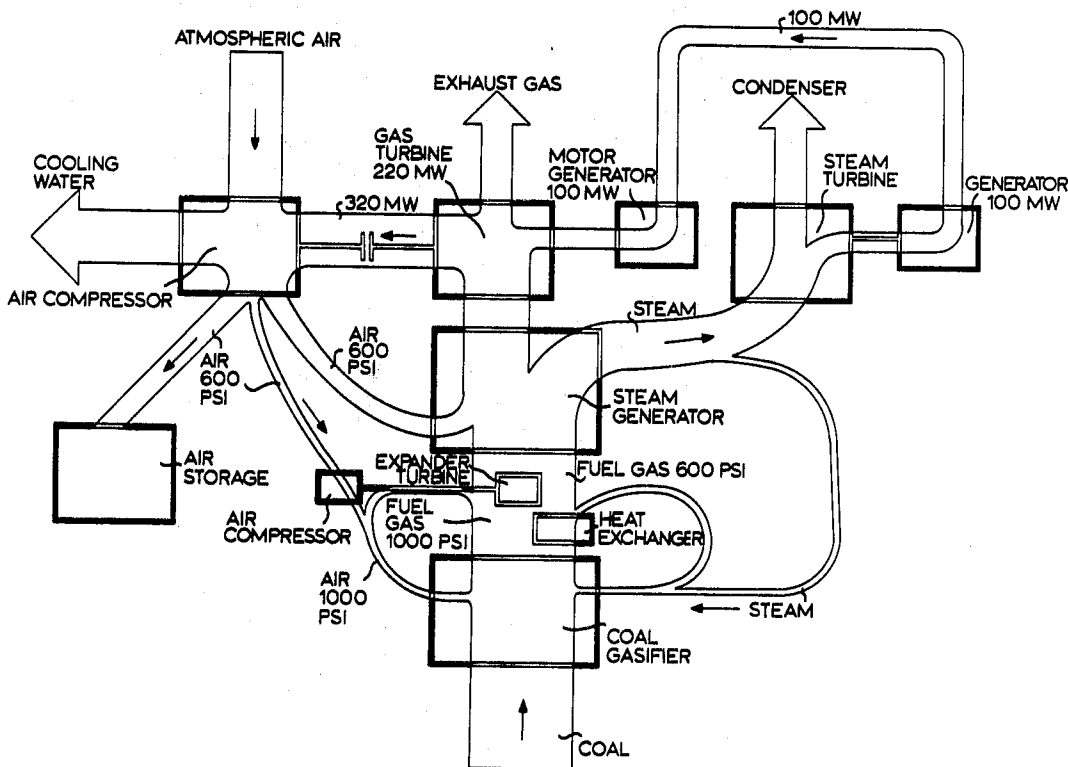 100 MW
ATMOSPHERIC AIR
EXHAUST GAS
CONDENSER
GAS
TURBINE
220 MW
MOTOR
GENERATOR
100 MW
STEAM
TURBINE
COOLING
WATER
GENERATOR
100 MW
320 MW
AIR COMPRESSOR
STEAM
AIR
600
PSI
AIR
600
PSI
STEAM
GENERATOR
AIR
STORAGE
EXPANDER
TURBINE
FUEL GAS 600 PSI
FUEL
GAS
1000 PSI
AIR
COMPRESSOR
HEAT
EXCHANGER
AIR
1000
PSI
STEAM
COAL
GASIFIER
COAL